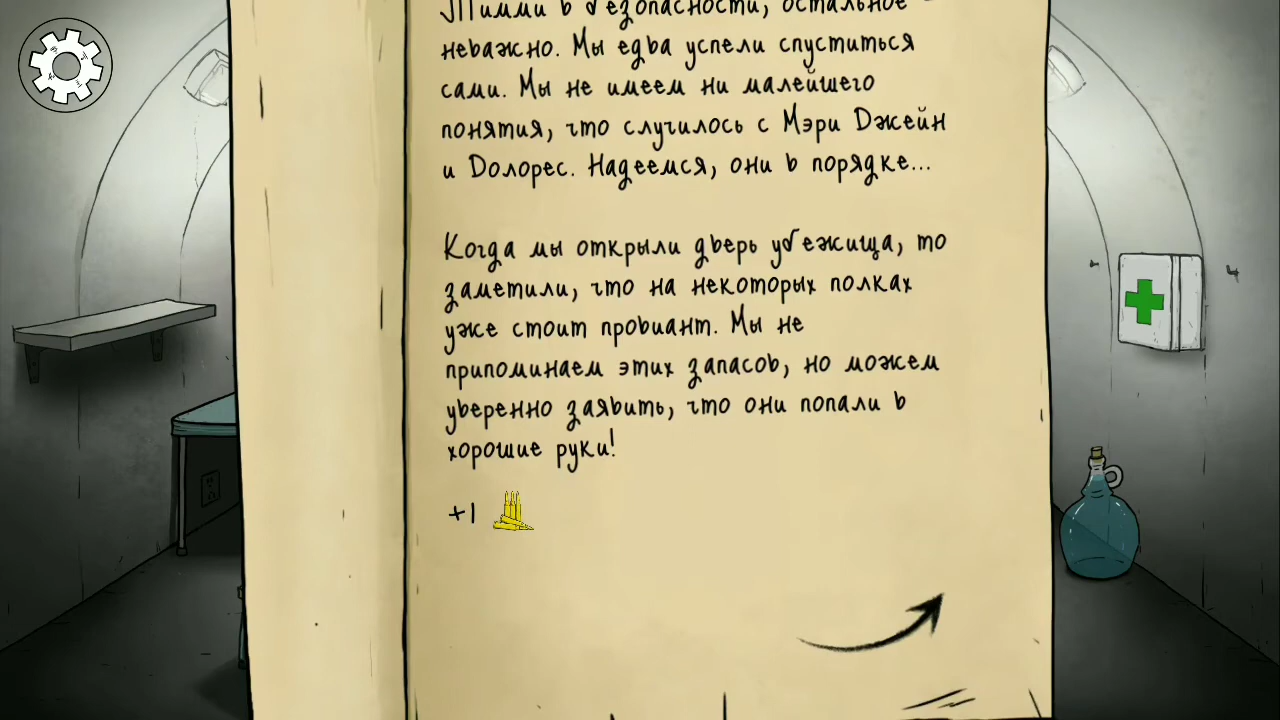 Тимми в безопасности, остальное -
неважно. Мы едва успели спуститься
сами. Мы не имеем ни малейшего
понятия, что случилось с Мэри Джейн
и Долорес. Надеемся, они в порядке...
Когда мы открыли дверь убежища, то
заметили, что на некоторых полках
уже стоит провиант. Мы не
припоминаем этих запасов, но можем
уверенно заявить, что они попали в
хорошие руки!
+1